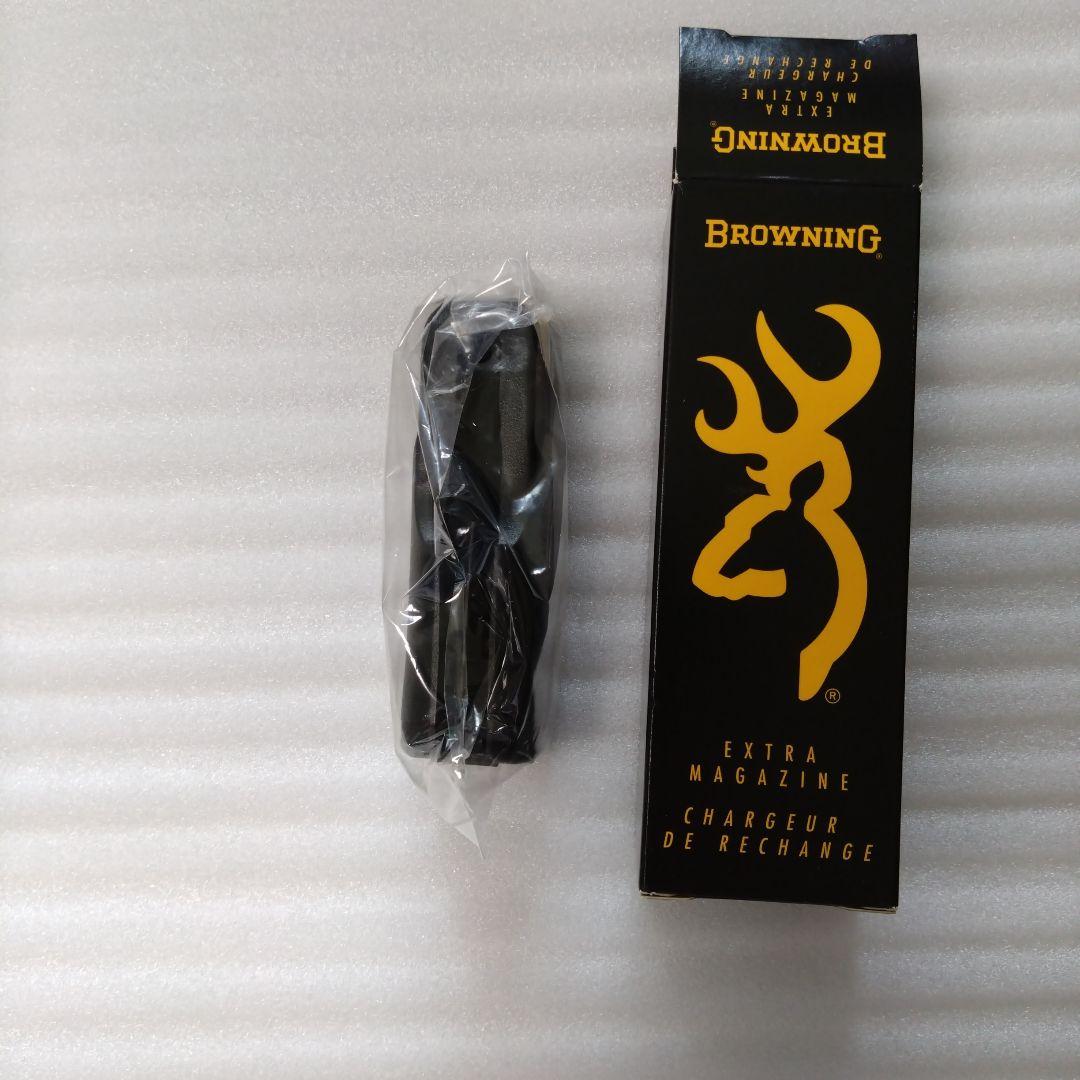 BROWNING®
EXTRA
MAGAZINE
CHARGEUR
DE RECHANGE
BROWNING®
®
EXTRA
MAGAZINE
CHARGEUR
DE RECHANGE